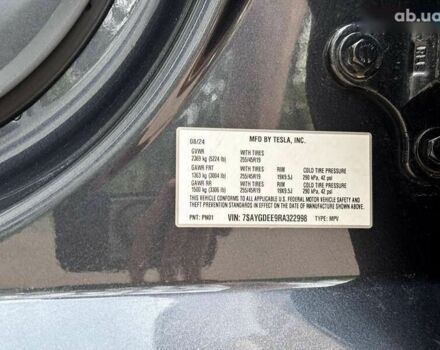 ab.ua
08/24 MFD BY TESLA, INC.
GVWR WITH TIRES
2369 kg (5224 lb) 255/45R19
GAWR FRT WITH TIRES RIM COLD TIRE PRESSURE
1363 kg (3004 lb) 255/45R19 19X9.5J 290 kPa, 42 psi
GAWR RR WITH TIRES RIM COLD TIRE PRESSURE
1500 kg (3306 lb) 255/45R19 19X9.5J 290 kPa, 42 psi
THIS VEHICLE CONFORMS TO ALL APPLICABLE U.S. FEDERAL MOTOR VEHICLE
SAFETY, BUMPER, AND THEFT PREVENTION STANDARDS IN EFFECT ON THE DATE
OF MANUFACTURE SHOWN ABOVE.
PNT: PN01 VIN: 7SAYGDEE9RA322998 TYPE: MPV